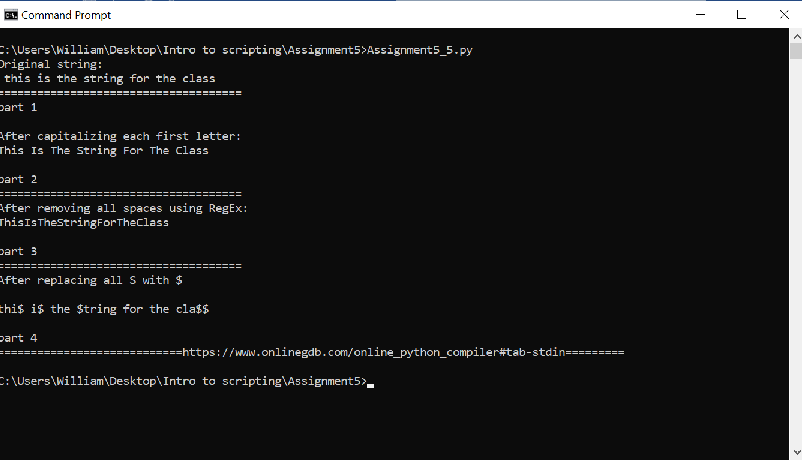 Command Prompt
C:\Users\William\Desktop\Intro to scripting\Assignment5>Assignment5_5.py
Original string:
this is the string for the class
=====================================
part 1
After capitalizing each first letter:
This Is The String For The Class
part 2
=====================================
After removing all spaces using RegEx:
ThisIsTheStringForTheClass
part 3
=====================================
After replacing all S with $
thi$ i$ the $tring for the cla$$
part 4
============================https://www.onlinegdb.com/online_python_compiler#tab-stdin=========
C:\Users\William\Desktop\Intro to scripting\Assignment5>